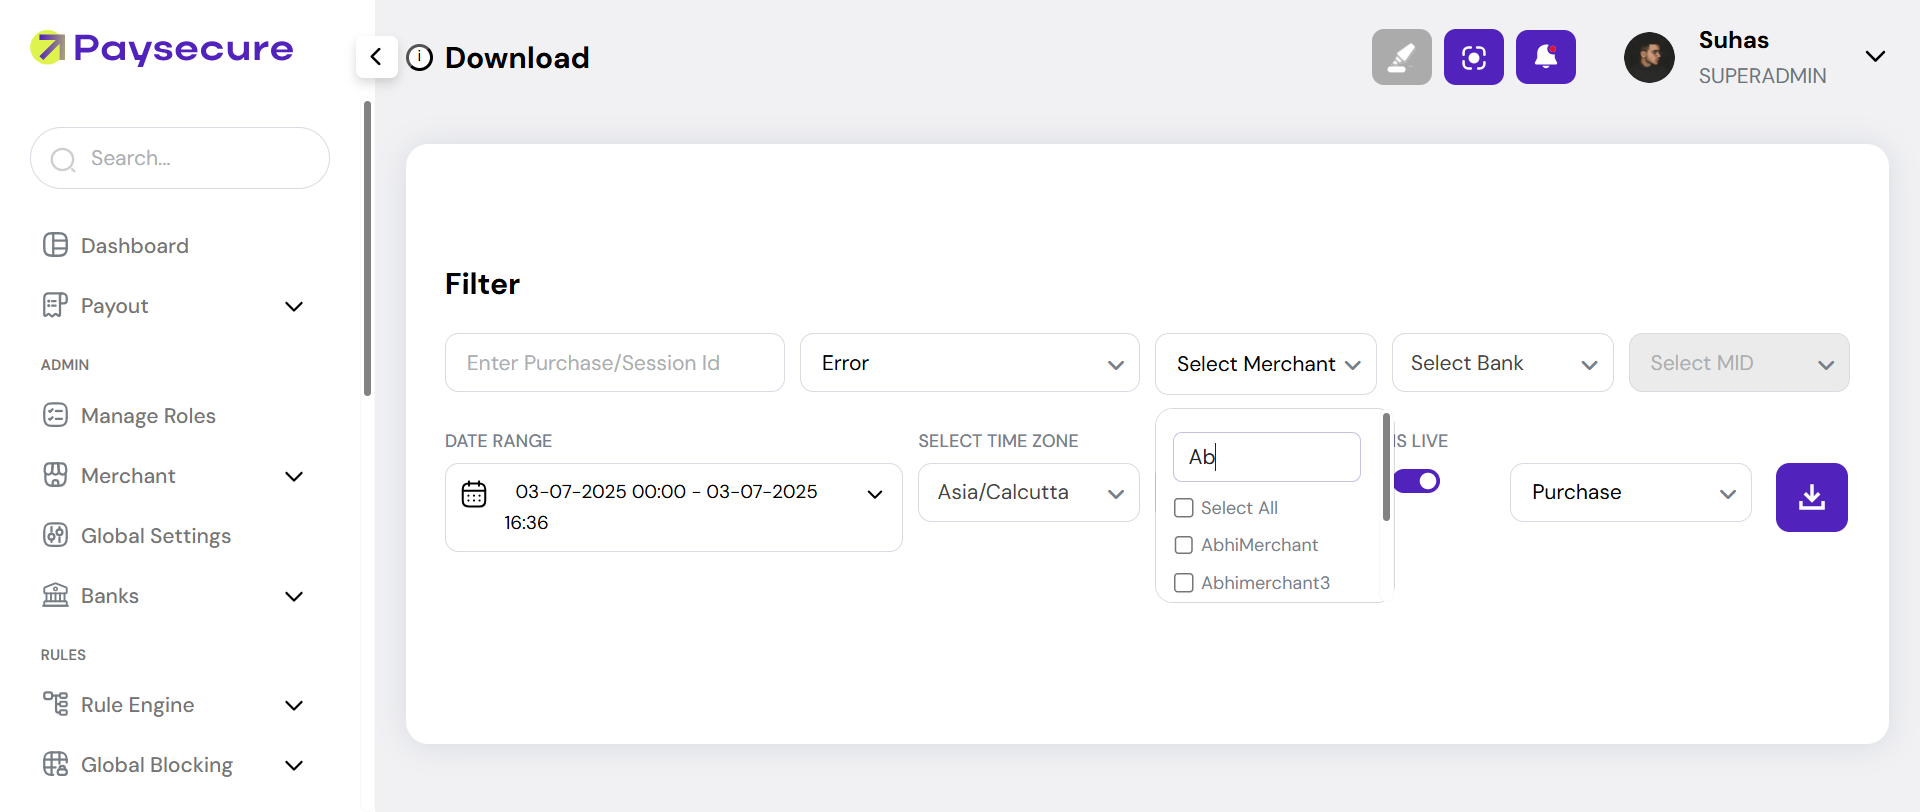 Paysecure
Download
Suhas
SUPERADMIN
Search...
Dashboard
Payout
ADMIN
Manage Roles
Merchant
Global Settings
Banks
RULES
Rule Engine
Global Blocking
Filter
Enter Purchase/Session Id
Error
Select Merchant
Select Bank
Select MID
DATE RANGE
SELECT TIME ZONE
IS LIVE
03-07-2025 00:00 - 03-07-2025
16:36
Asia/Calcutta
Ab
Select All
AbhiMerchant
Abhimerchant3
Purchase